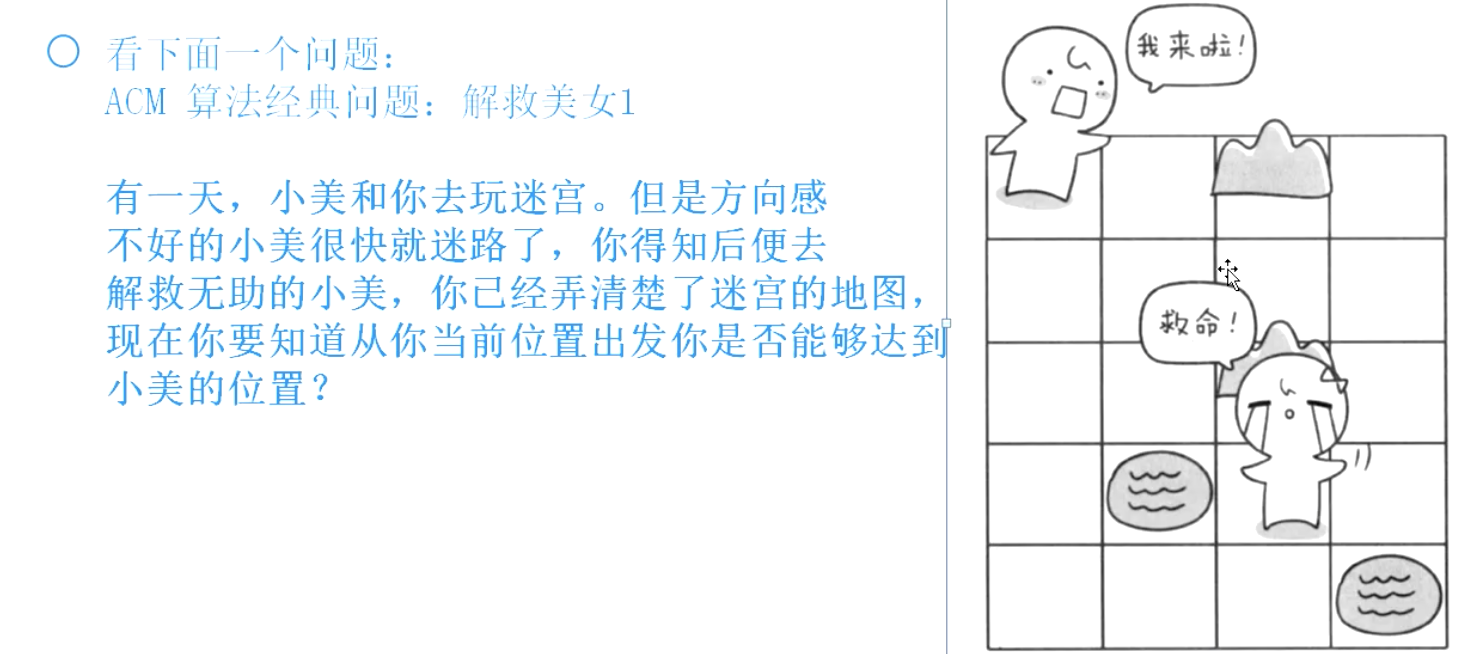 看下面一个问题：
ACM 算法经典问题：解救美女1
有一天，小美和你去玩迷宫。但是方向感
不好的小美很快就迷路了，你得知后便去
解救无助的小美，你已经弄清楚了迷宫的地图，
现在你要知道从你当前位置出发你是否能够达到
小美的位置？
我来啦！
救命！